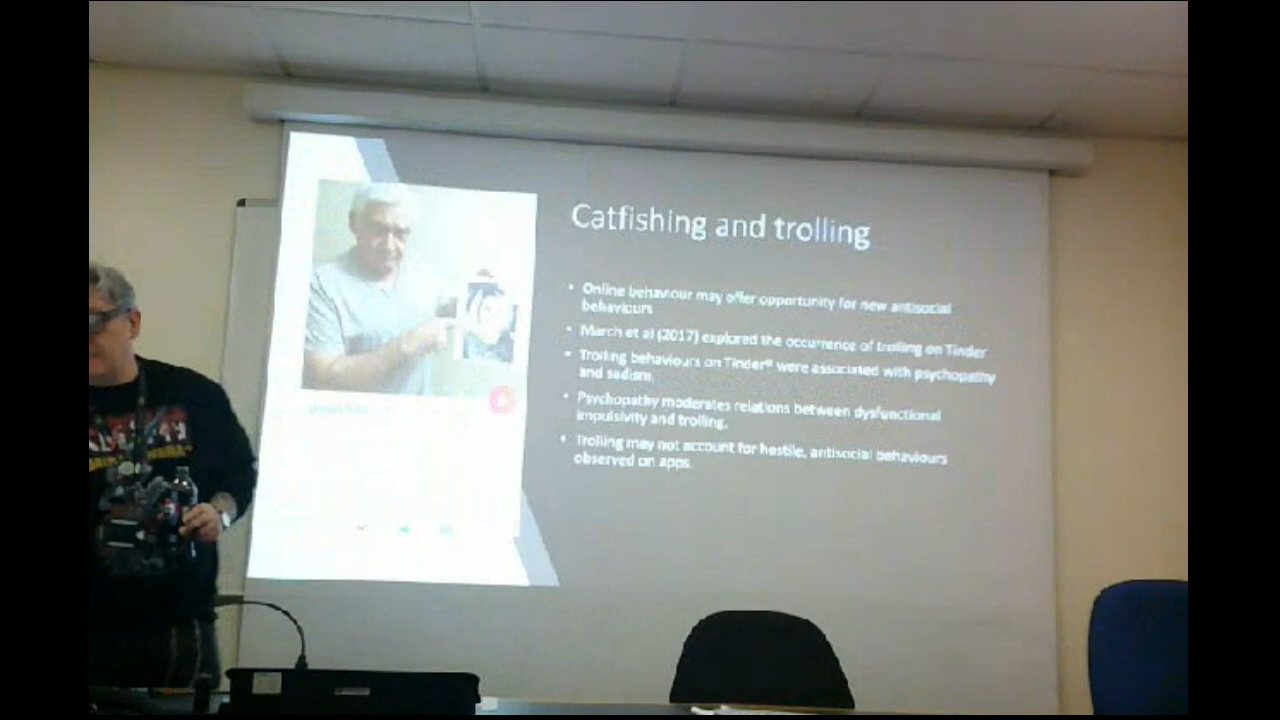 Catfishing and trolling
• Online behaviour may offer opportunity for new antisocial
behaviours
• March et al (2017) explored the occurrence of trolling on Tinder
• Trolling behaviours on Tinder® were associated with psychopathy
and sadism.
• Psychopathy moderates relations between dysfunctional
impulsivity and trolling.
• Trolling may not account for hostile, antisocial behaviours
observed on apps.